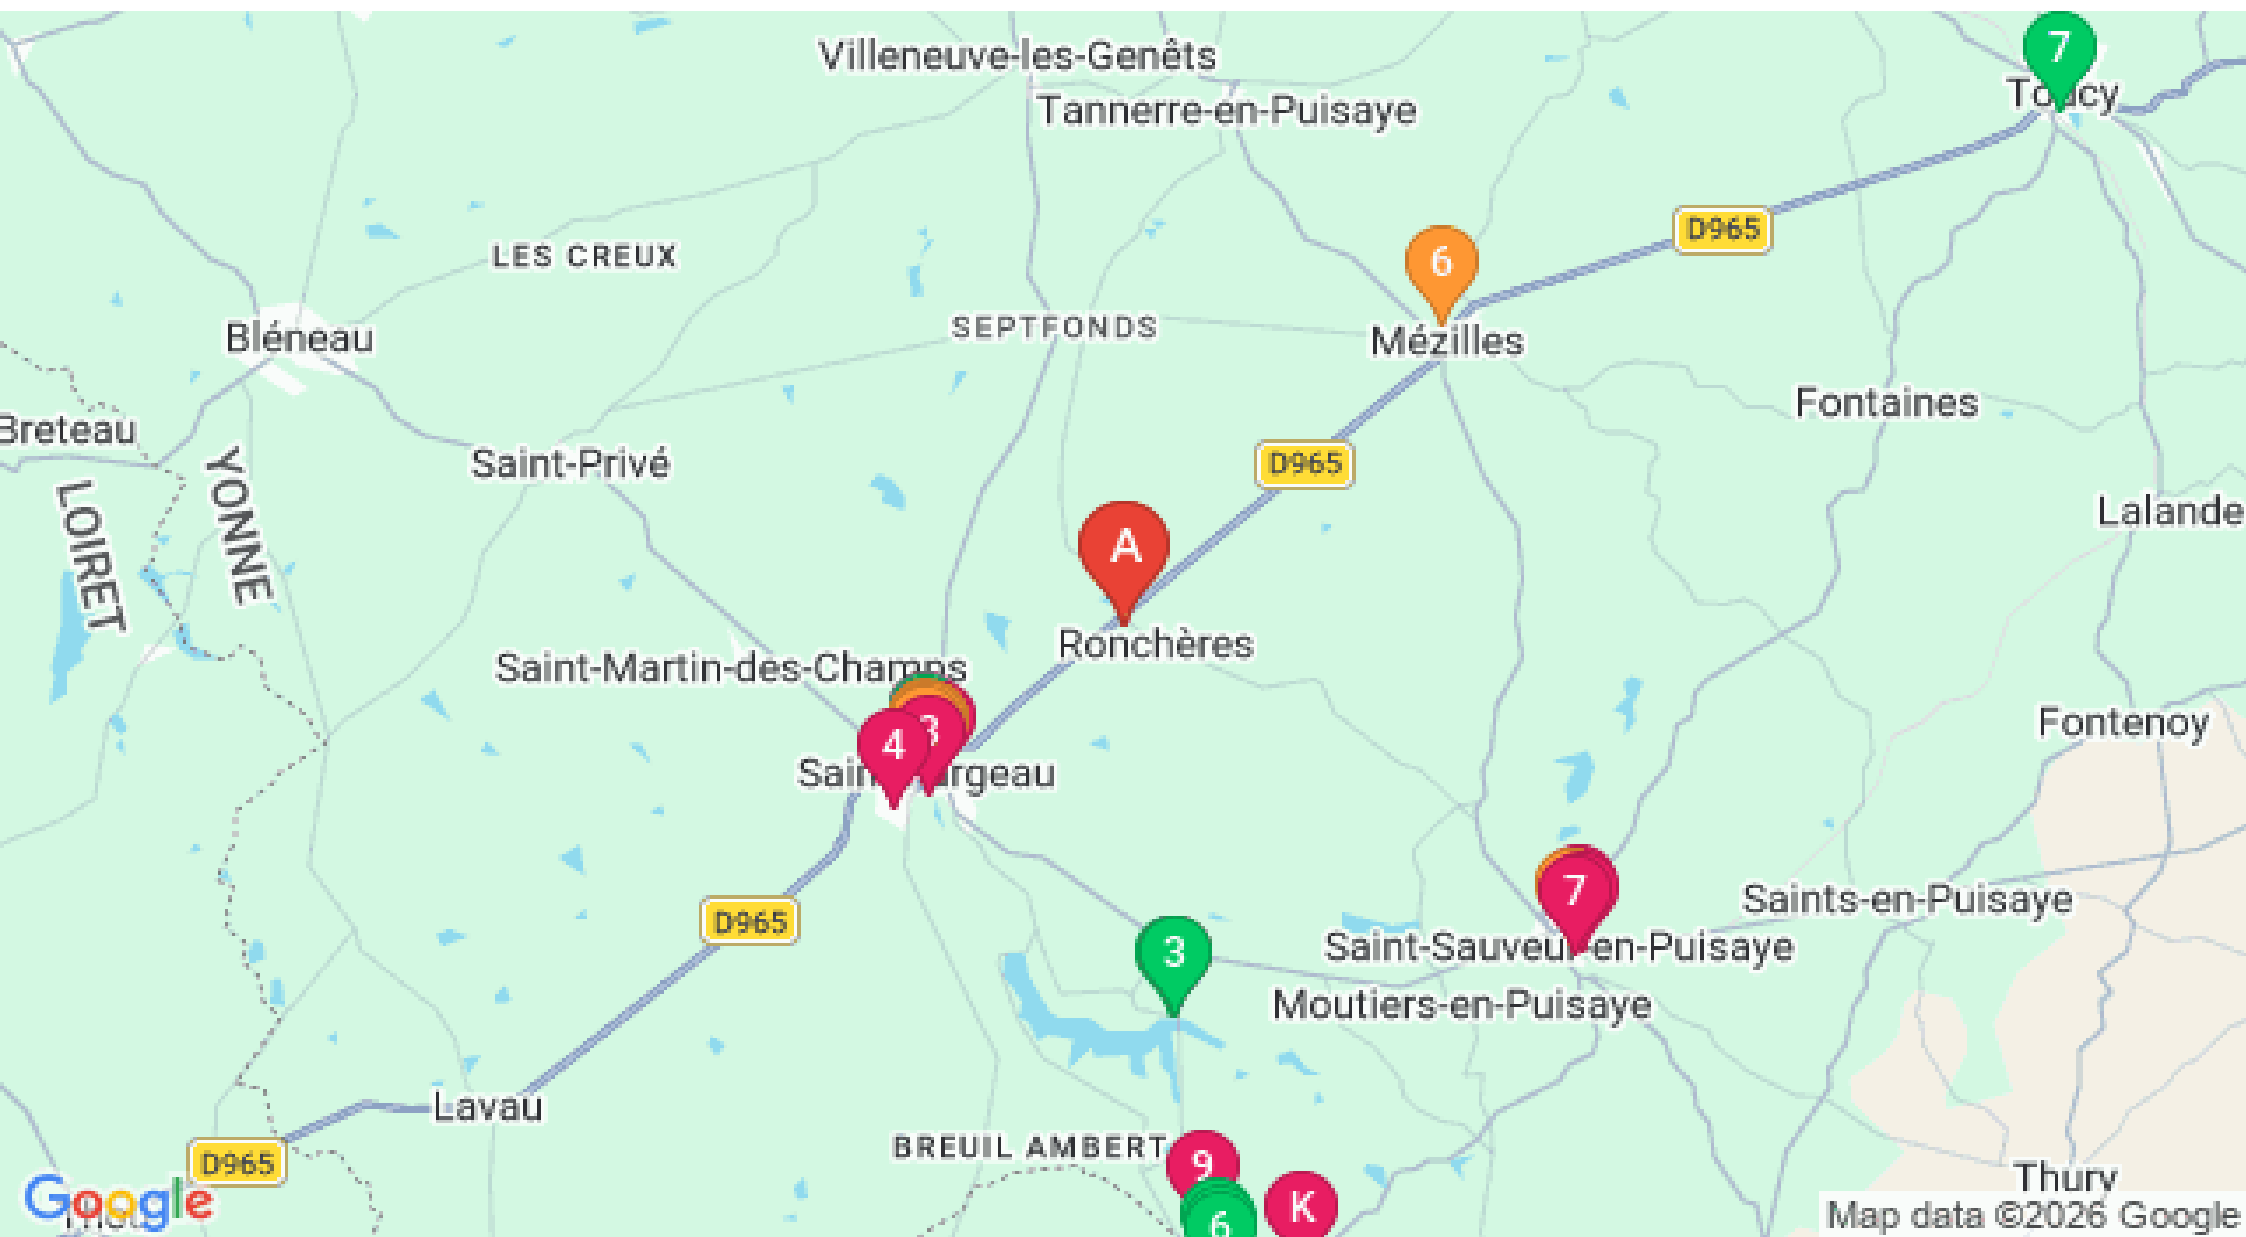 Villeneuve-les-Genêts
7
Tannerre-en-Puisaye
D965
LES CREUX
6
SEPTFONDS
Bléneau
Mézilles
Fontaines
Breteau
Saint-Privé
D965
YONNE
LOIRET
Lalande
A
Ronchères
Saint-Martin-des-Champs
4
3
Fontenoy
7
Saints-en-Puisaye
D965
3
Saint-Sauveur-en-Puisaye
Moutiers-en-Puisaye
Lavau
BREUIL AMBERT
9
D965
Thury
K
6
Google
Map data ©2026 Google